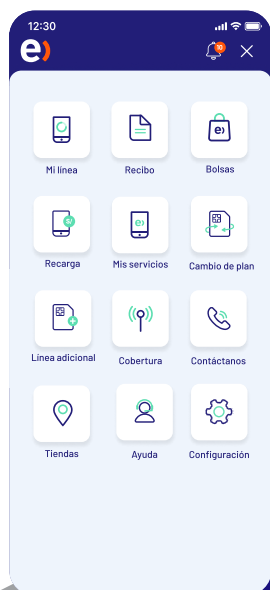 12:30
e)
10
Mi línea
Recibo
e)
Bolsas
S/
Recarga
e)
Mis servicios
Cambio de plan
Línea adicional
Cobertura
Contáctanos
Tiendas
Ayuda
Configuración